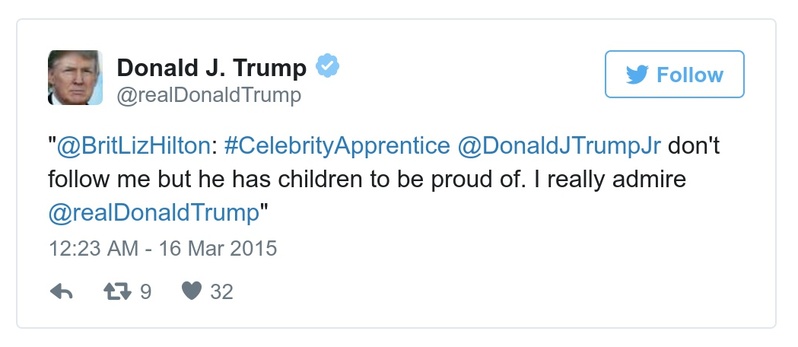 Donald J. Trump
@realDonaldTrump
Follow
"@BritLizHilton: #CelebrityApprentice @DonaldJTrumpJr don't
follow me but he has children to be proud of. I really admire
@realDonaldTrump"
12:23 AM - 16 Mar 2015
9 32